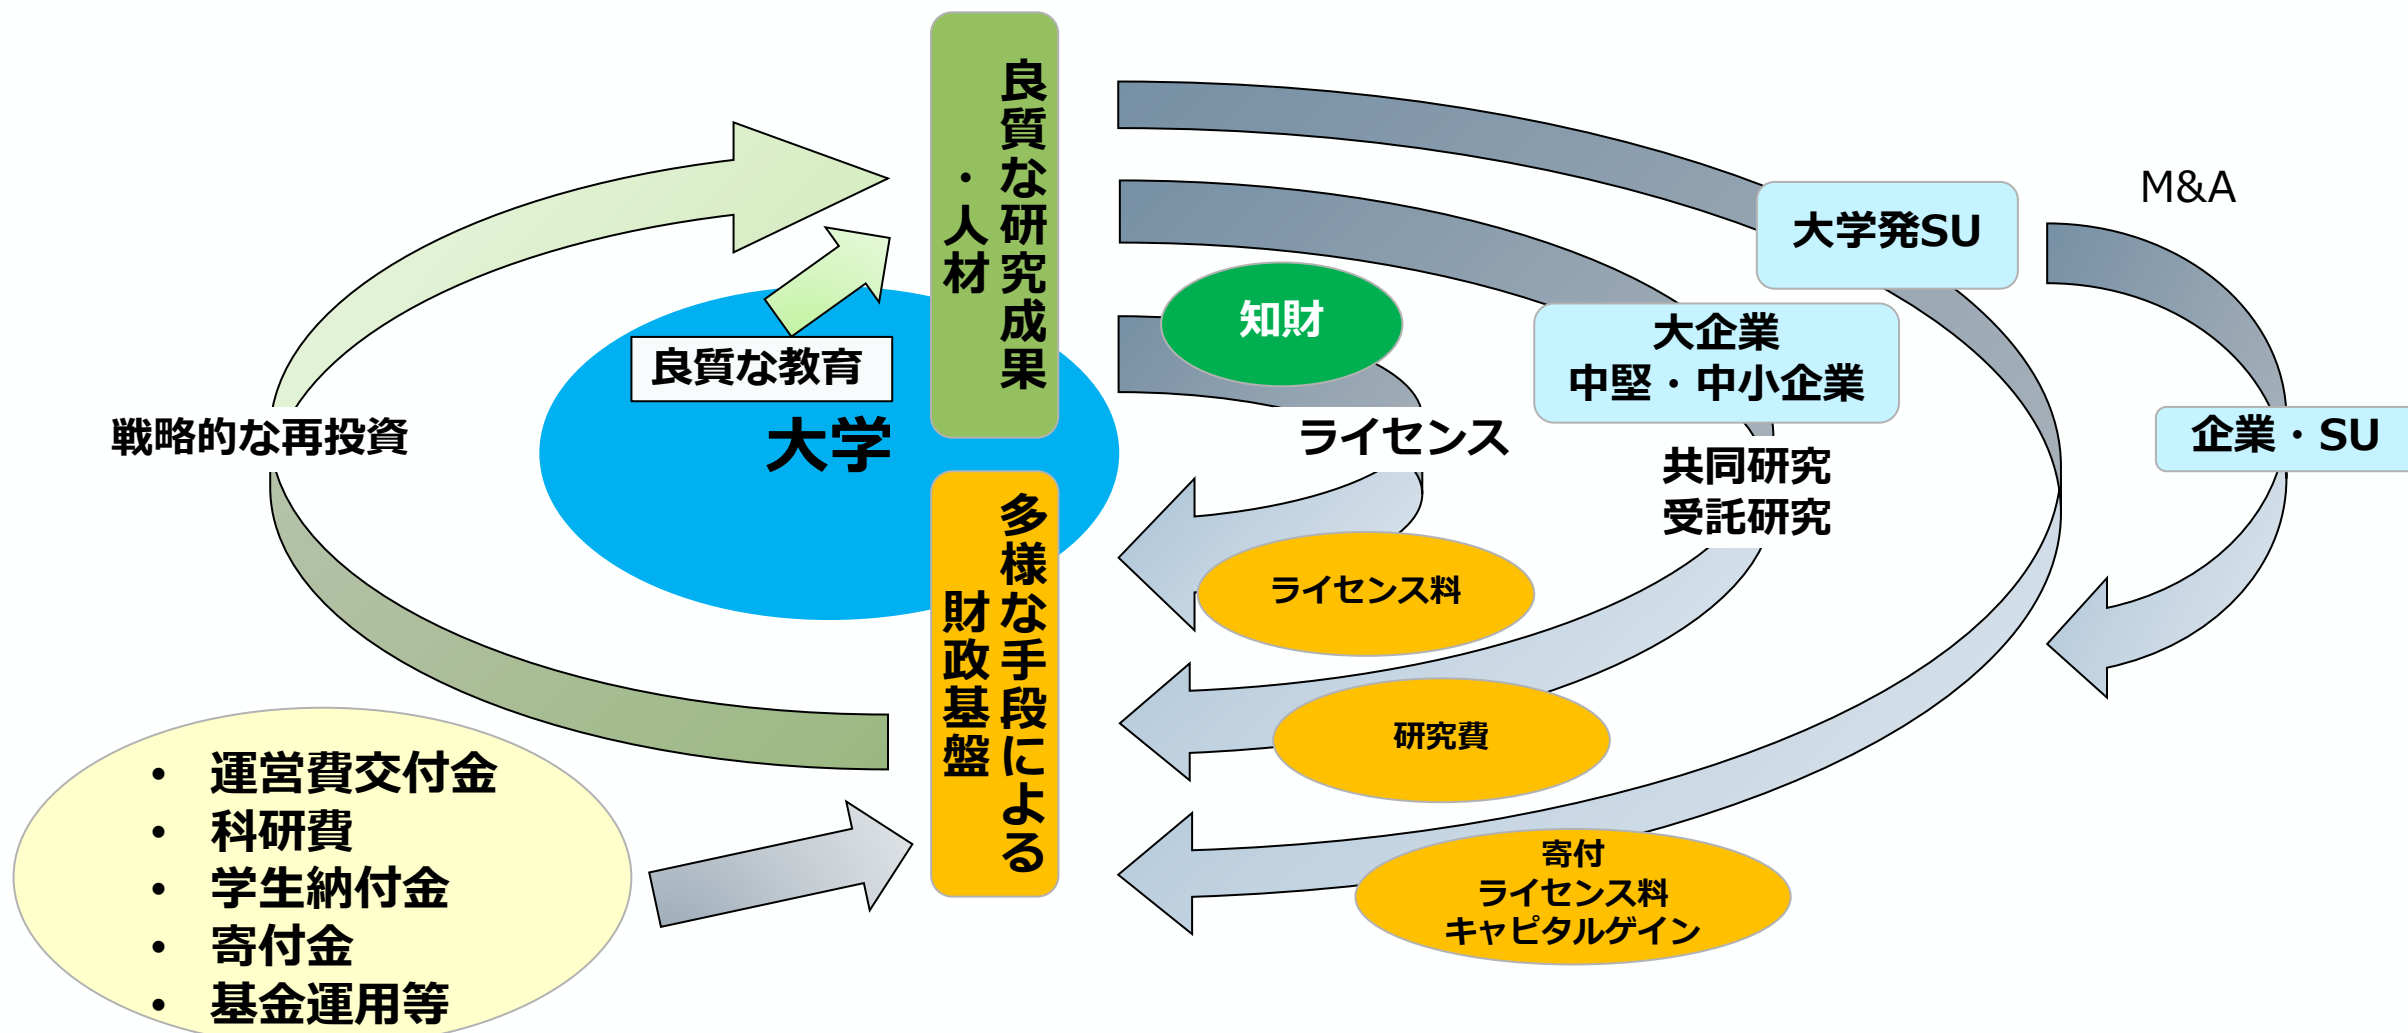 良質な研究成果
・人材
M&A
大学発SU
知財
大企業
中堅・中小企業
良質な教育
大学
戦略的な再投資
ライセンス
企業・SU
共同研究
受託研究
多様な手段による
財政基盤
ライセンス料
研究費
• 運営費交付金
• 科研費
• 学生納付金
• 寄付金
• 基金運用等
寄付
ライセンス料
キャピタルゲイン